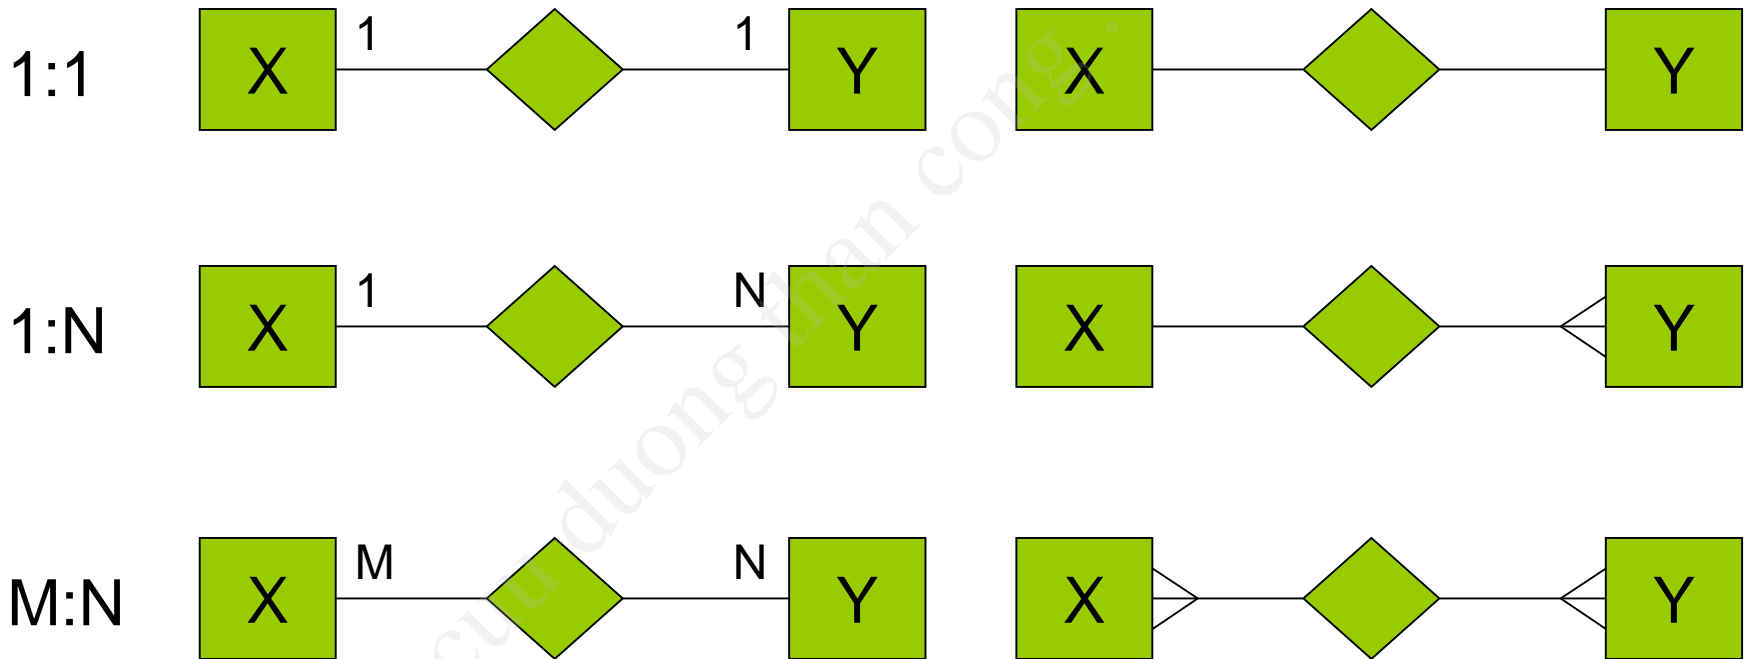 1:1 X 1 1 Y X Y
1:N X 1 N Y X Y
M:N X M N Y X Y
cuu duong than cong .